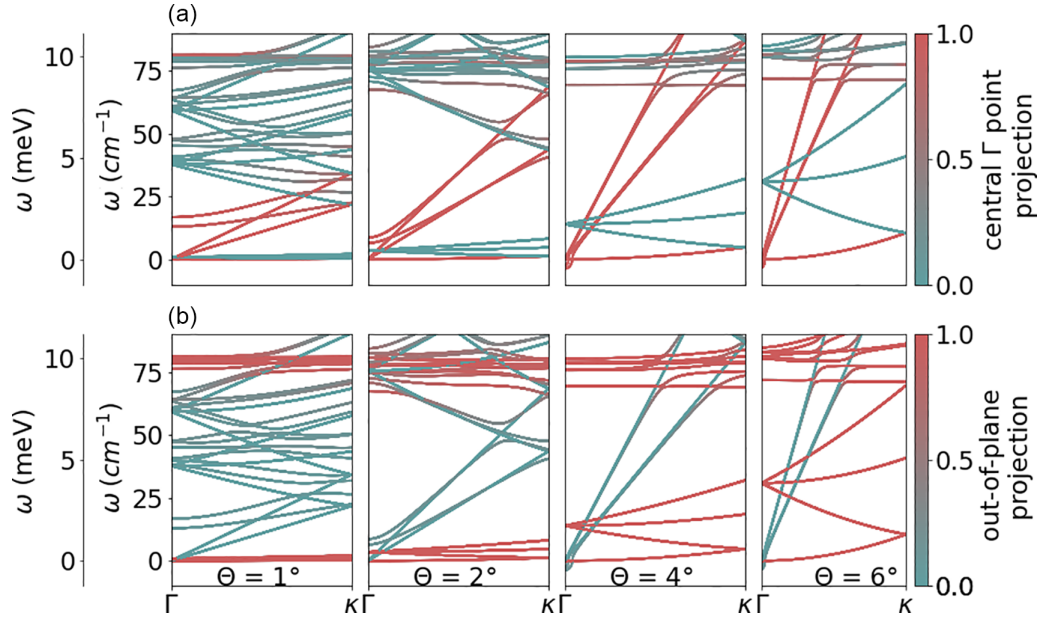 (a)
10
5
0
ω (meV)
75
50
25
0
ω (cm⁻¹)
1.0
0.5
0.0
central Γ point
projection
(b)
10
5
0
ω (meV)
75
50
25
0
ω (cm⁻¹)
Θ = 1°
Θ = 2°
Θ = 4°
Θ = 6°
Γ
κ Γ
κ Γ
κ Γ
κ
1.0
0.5
0.0
out-of-plane
projection